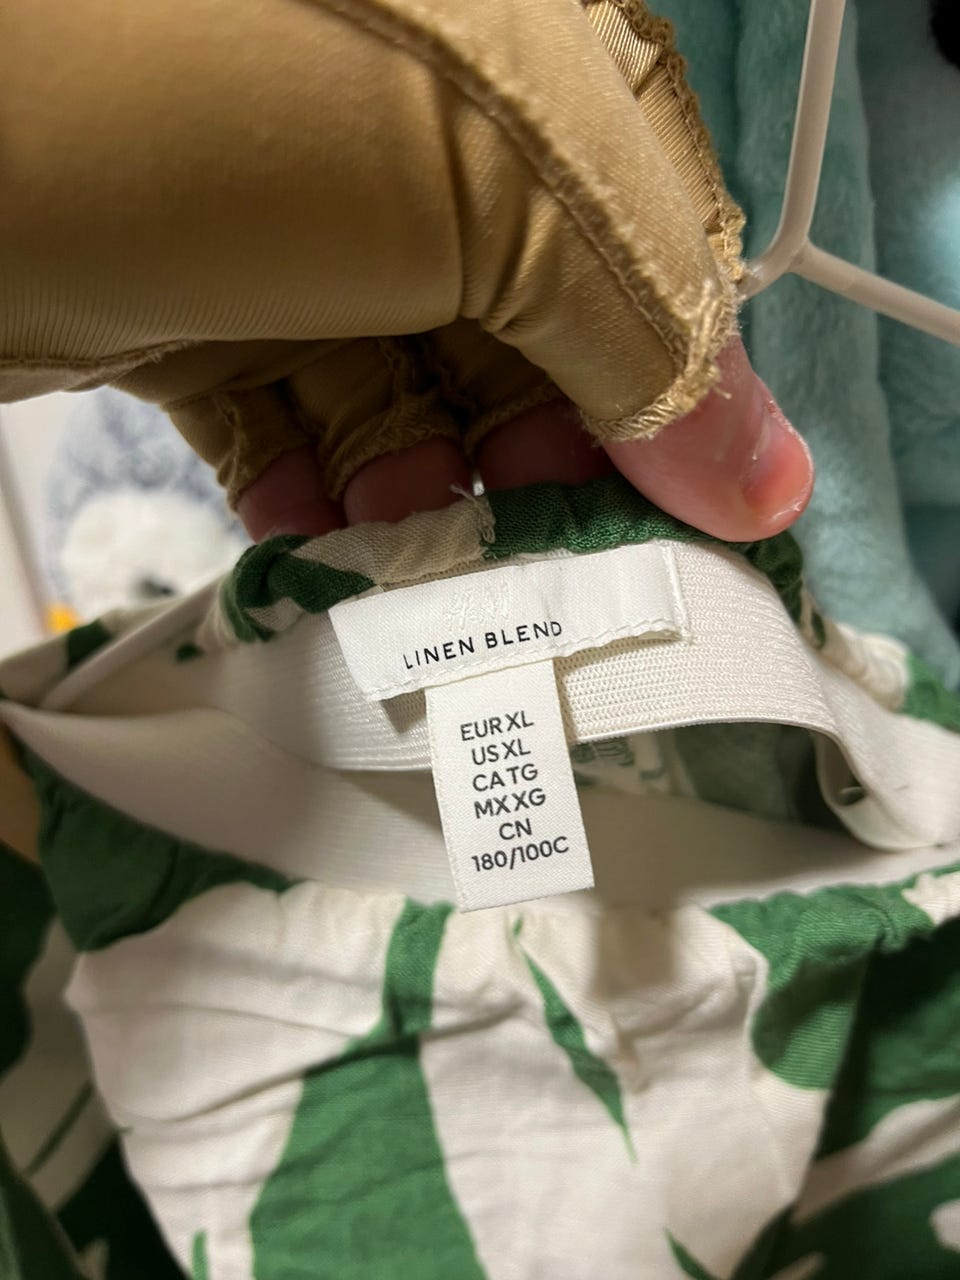 H&M
LINEN BLEND
EUR XL
US XL
CA TG
MX XG
CN
180/100C